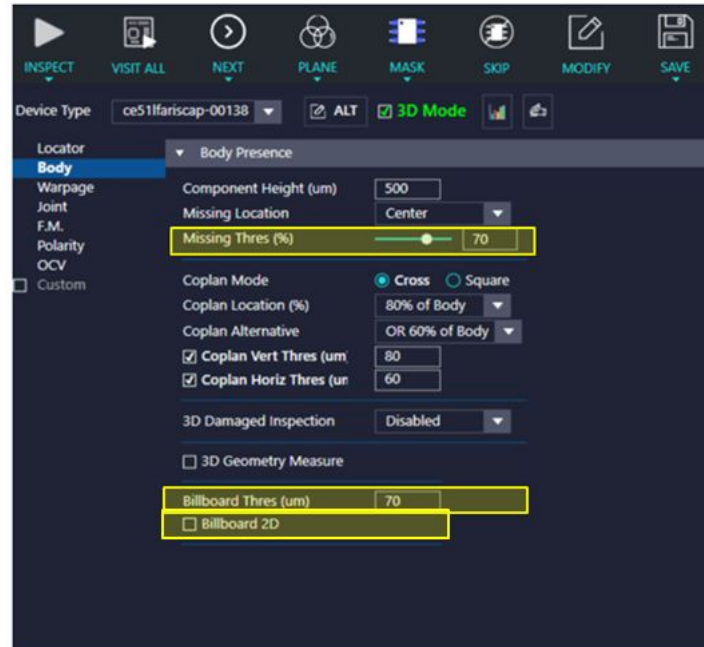 INSPECT VISIT ALL NEXT PLANE MASK SKIP MODIFY SAVE
Device Type ce51lfariscap-00138 ALT 3D Mode
Locator
Body
Warpage
Joint
F.M.
Polarity
OCV
Custom
Body Presence
Component Height (um) 500
Missing Location Center
Missing Thres (%) 70
Coplan Mode Cross Square
Coplan Location (%) 80% of Body
Coplan Alternative OR 60% of Body
Coplan Vert Thres (um 80
Coplan Horiz Thres (un 60
3D Damaged Inspection Disabled
3D Geometry Measure
Billboard Thres (um) 70
Billboard 2D